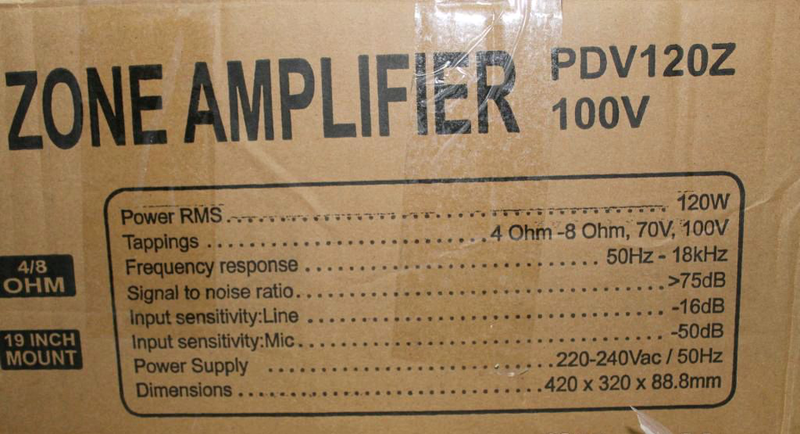 ZONE AMPLIFIER PDV120Z
100V
Power RMS 120W
Tappings 4 Ohm -8 Ohm, 70V, 100V
Frequency response 50Hz - 18kHz
Signal to noise ratio >75dB
Input sensitivity:Line -16dB
Input sensitivity:Mic -50dB
Power Supply 220-240Vac / 50Hz
Dimensions 420 x 320 x 88.8mm
4/8
OHM
19 INCH
MOUNT